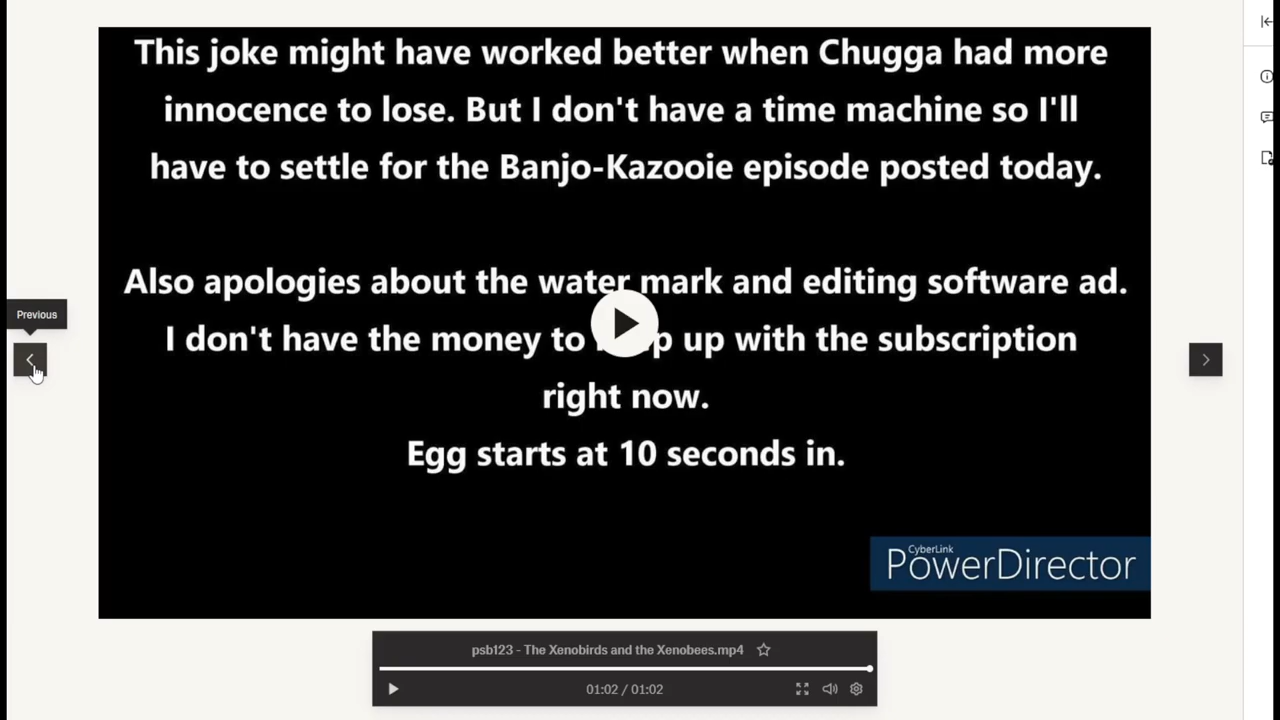 This joke might have worked better when Chugga had more
innocence to lose. But I don't have a time machine so I'll
have to settle for the Banjo-Kazooie episode posted today.
Also apologies about the water mark and editing software ad.
I don't have the money to up with the subscription
right now.
Egg starts at 10 seconds in.
Previous
CyberLink
PowerDirector
psb123 - The Xenobirds and the Xenobees.mp4
01:02 / 01:02